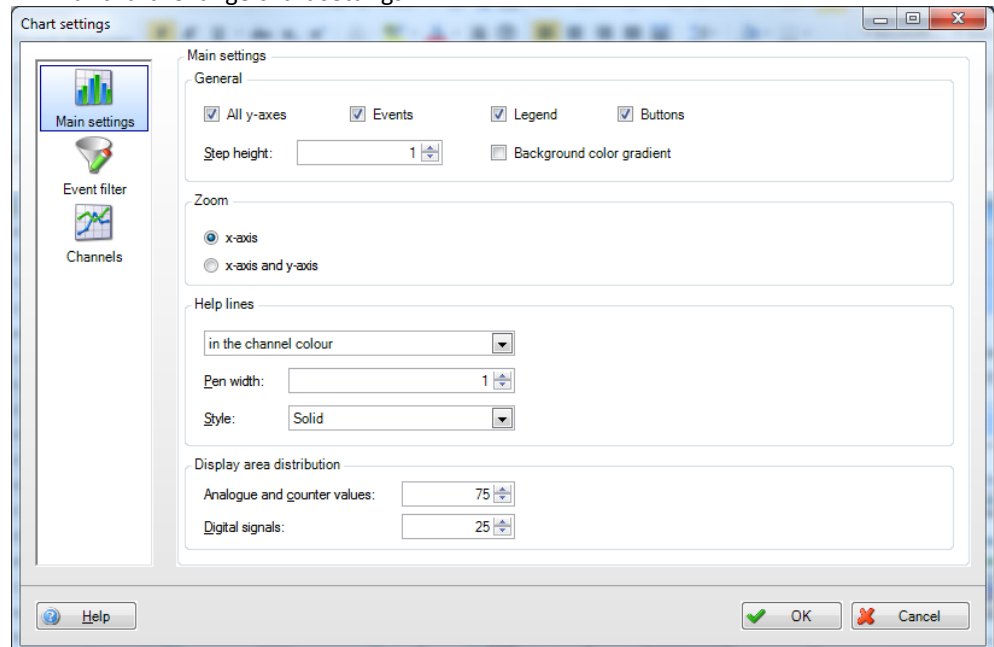 Chart settings
Main settings
Event filter
Channels
Main settings
General
All y-axes Events Legend Buttons
Step height: 1 Background color gradient
Zoom
x-axis
x-axis and y-axis
Help lines
in the channel colour
Pen width: 1
Style: Solid
Display area distribution
Analogue and counter values: 75
Digital signals: 25
Help OK Cancel